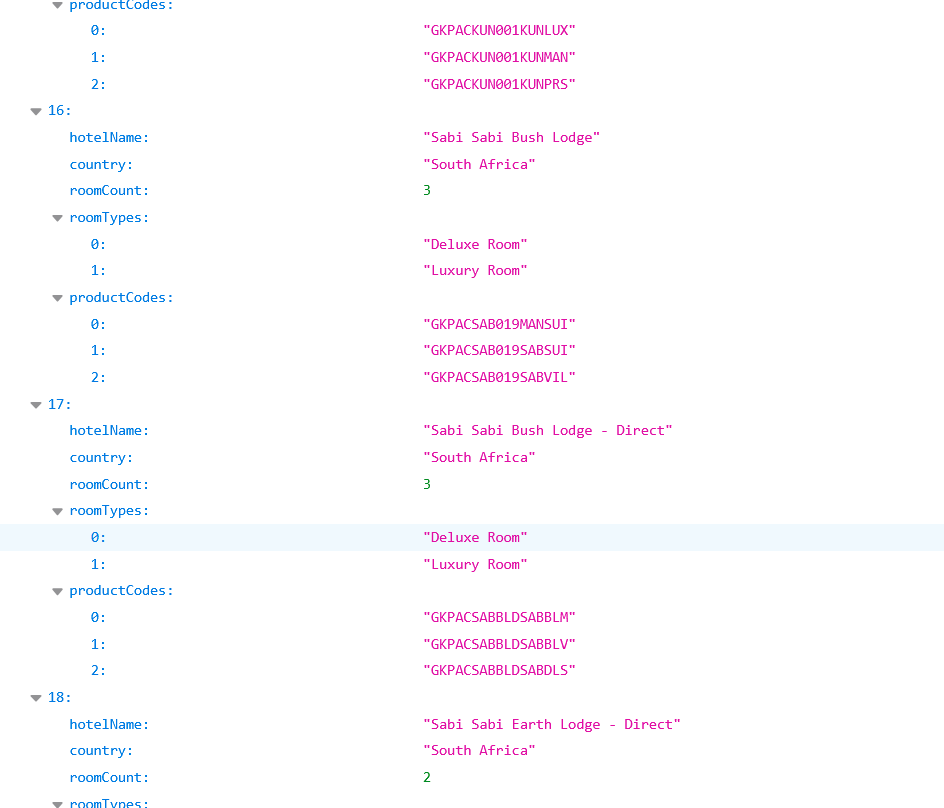 productCodes:
0: "GKPACKUN001KUNLUX"
1: "GKPACKUN001KUNMAN"
2: "GKPACKUN001KUNPRS"
16:
hotelName: "Sabi Sabi Bush Lodge"
country: "South Africa"
roomCount: 3
roomTypes:
0: "Deluxe Room"
1: "Luxury Room"
productCodes:
0: "GKPACSAB019MANSUI"
1: "GKPACSAB019SABSUI"
2: "GKPACSAB019SABVIL"
17:
hotelName: "Sabi Sabi Bush Lodge - Direct"
country: "South Africa"
roomCount: 3
roomTypes:
0: "Deluxe Room"
1: "Luxury Room"
productCodes:
0: "GKPACSABBLDSABBLM"
1: "GKPACSABBLDSABBLV"
2: "GKPACSABBLDSABDLS"
18:
hotelName: "Sabi Sabi Earth Lodge - Direct"
country: "South Africa"
roomCount: 2
roomTypes: